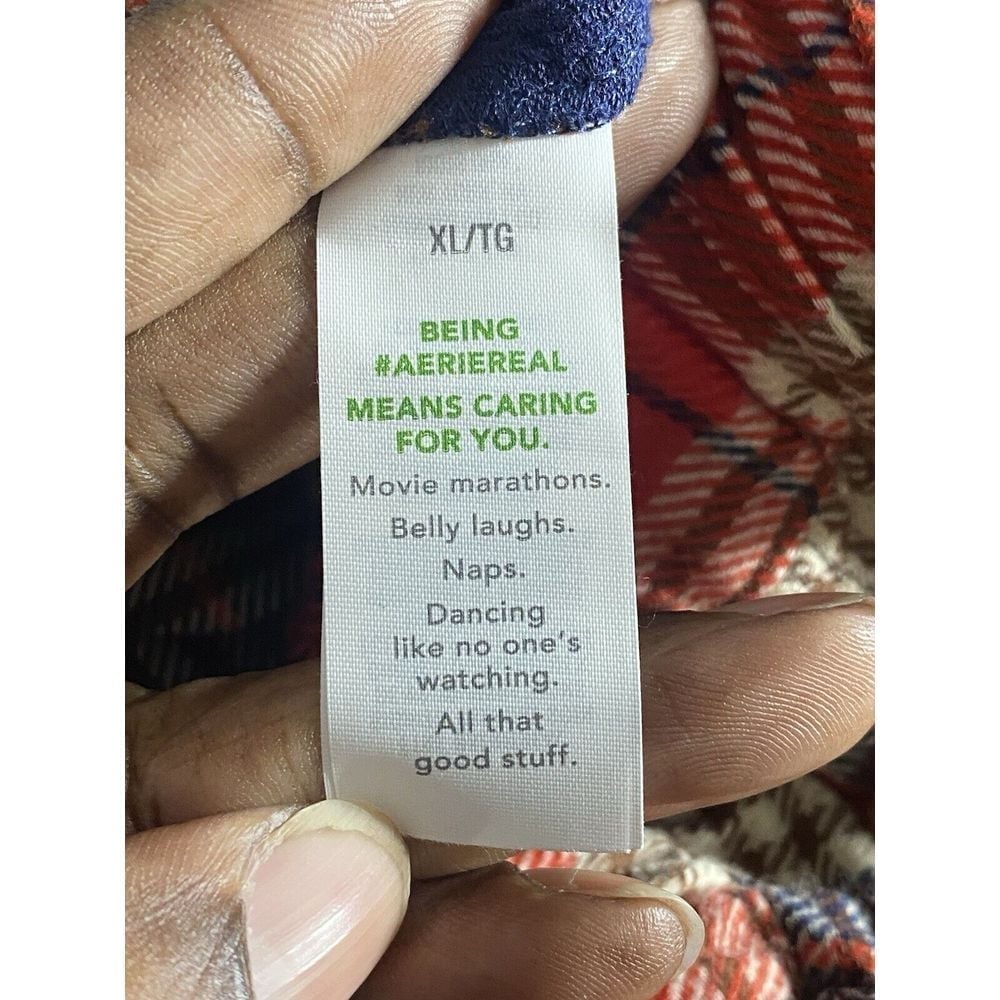 XL/TG
BEING
#AERIEREAL
MEANS CARING
FOR YOU.
Movie marathons.
Belly laughs.
Naps.
Dancing
like no one's
watching.
All that
good stuff.